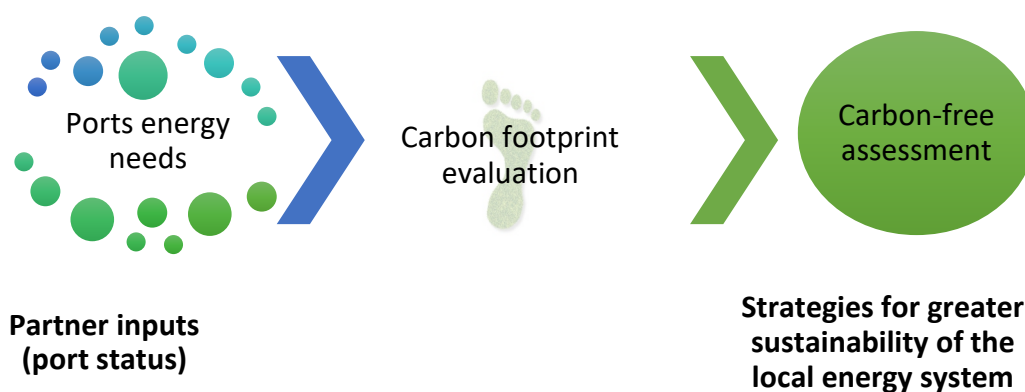 Ports energy
needs
Carbon footprint
evaluation
Carbon-free
assessment
Partner inputs
(port status)
Strategies for greater
sustainability of the
local energy system